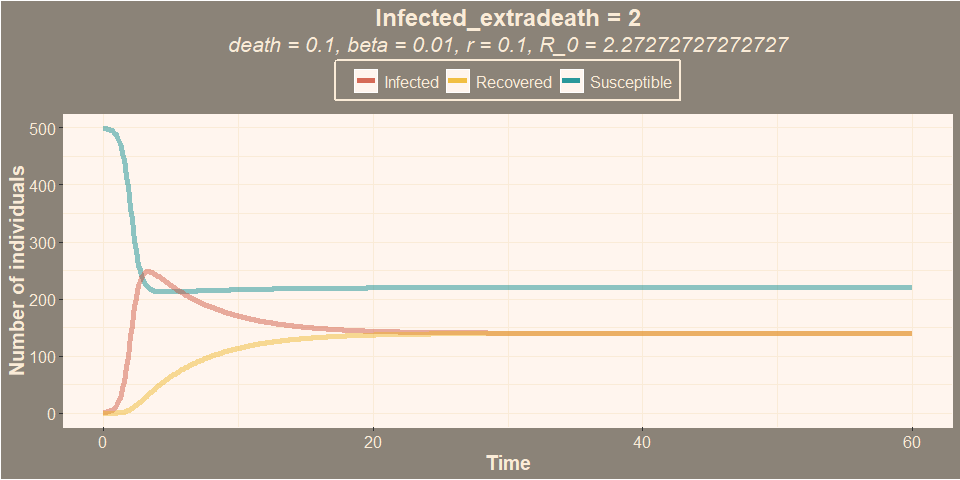 Infected_extradeath = 2
death = 0.1, beta = 0.01, r = 0.1, R_0 = 2.27272727272727
Infected Recovered Susceptible
Number of individuals
500
400
300
200
100
0
0 20 40 60
Time